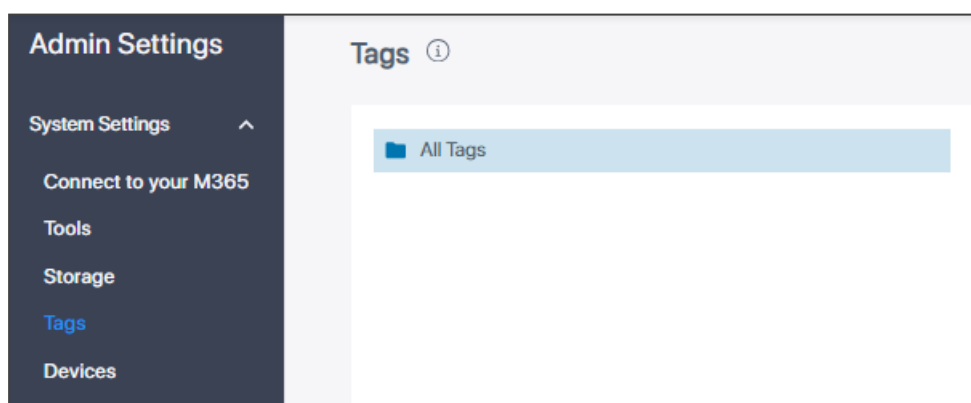 Admin Settings
Tags
System Settings
All Tags
Connect to your M365
Tools
Storage
Tags
Devices